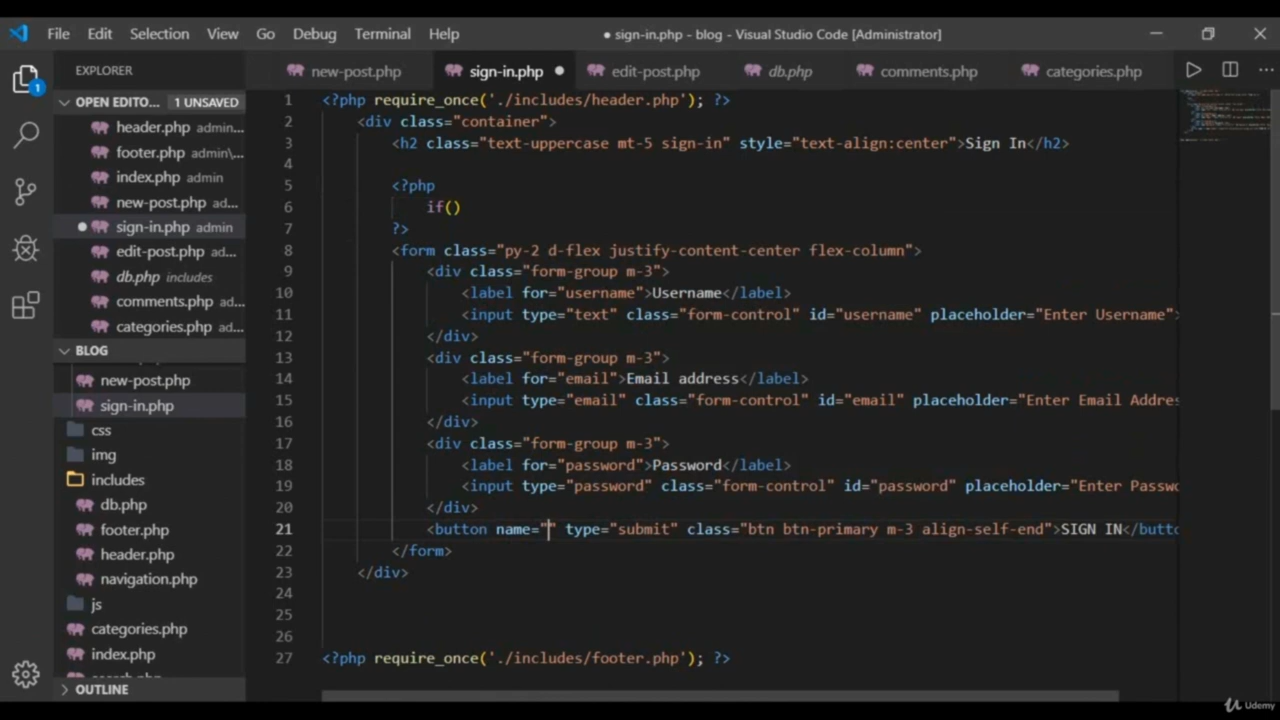 File Edit Selection View Go Debug Terminal Help
● sign-in.php - blog - Visual Studio Code [Administrator]
EXPLORER
new-post.php sign-in.php ● edit-post.php db.php comments.php categories.php ...
1
OPEN EDITO... 1 UNSAVED
header.php admin...
footer.php admin\...
index.php admin
new-post.php ad...
● sign-in.php admin
edit-post.php ad...
db.php includes
comments.php ad...
categories.php ad...
BLOG
new-post.php
sign-in.php
css
img
includes
db.php
footer.php
header.php
navigation.php
js
categories.php
index.php
OUTLINE
1 <?php require_once('./includes/header.php'); ?>
2 <div class="container">
3 <h2 class="text-uppercase mt-5 sign-in" style="text-align:center">Sign In</h2>
4
5 <?php
6 if()
7 ?>
8 <form class="py-2 d-flex justify-content-center flex-column">
9 <div class="form-group m-3">
10 <label for="username">Username</label>
11 <input type="text" class="form-control" id="username" placeholder="Enter Username">
12 </div>
13 <div class="form-group m-3">
14 <label for="email">Email address</label>
15 <input type="email" class="form-control" id="email" placeholder="Enter Email Addres
16 </div>
17 <div class="form-group m-3">
18 <label for="password">Password</label>
19 <input type="password" class="form-control" id="password" placeholder="Enter Passwo
20 </div>
21 <button name="" type="submit" class="btn btn-primary m-3 align-self-end">SIGN IN</butto
22 </form>
23 </div>
24
25
26
27 <?php require_once('./includes/footer.php'); ?>
Udemy